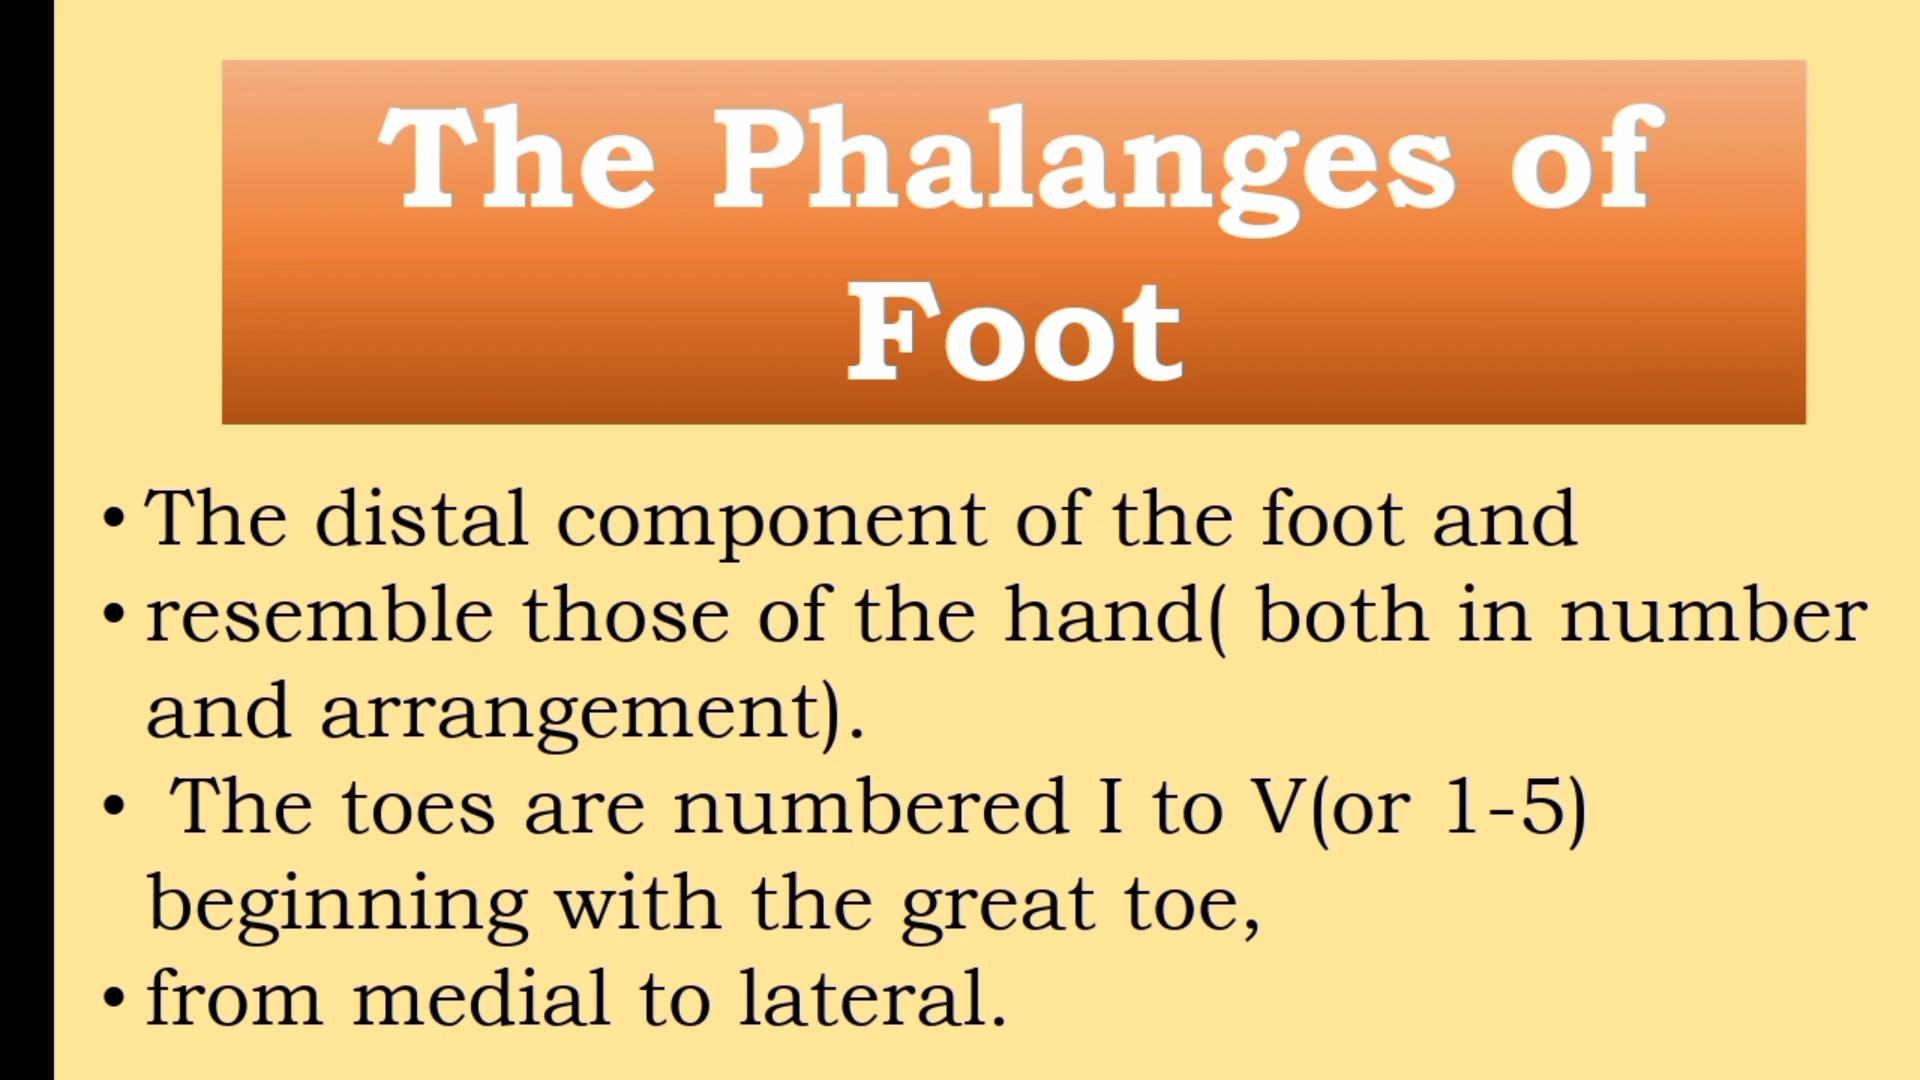 The Phalanges of
Foot
• The distal component of the foot and
• resemble those of the hand( both in number
and arrangement).
• The toes are numbered I to V(or 1-5)
beginning with the great toe,
• from medial to lateral.